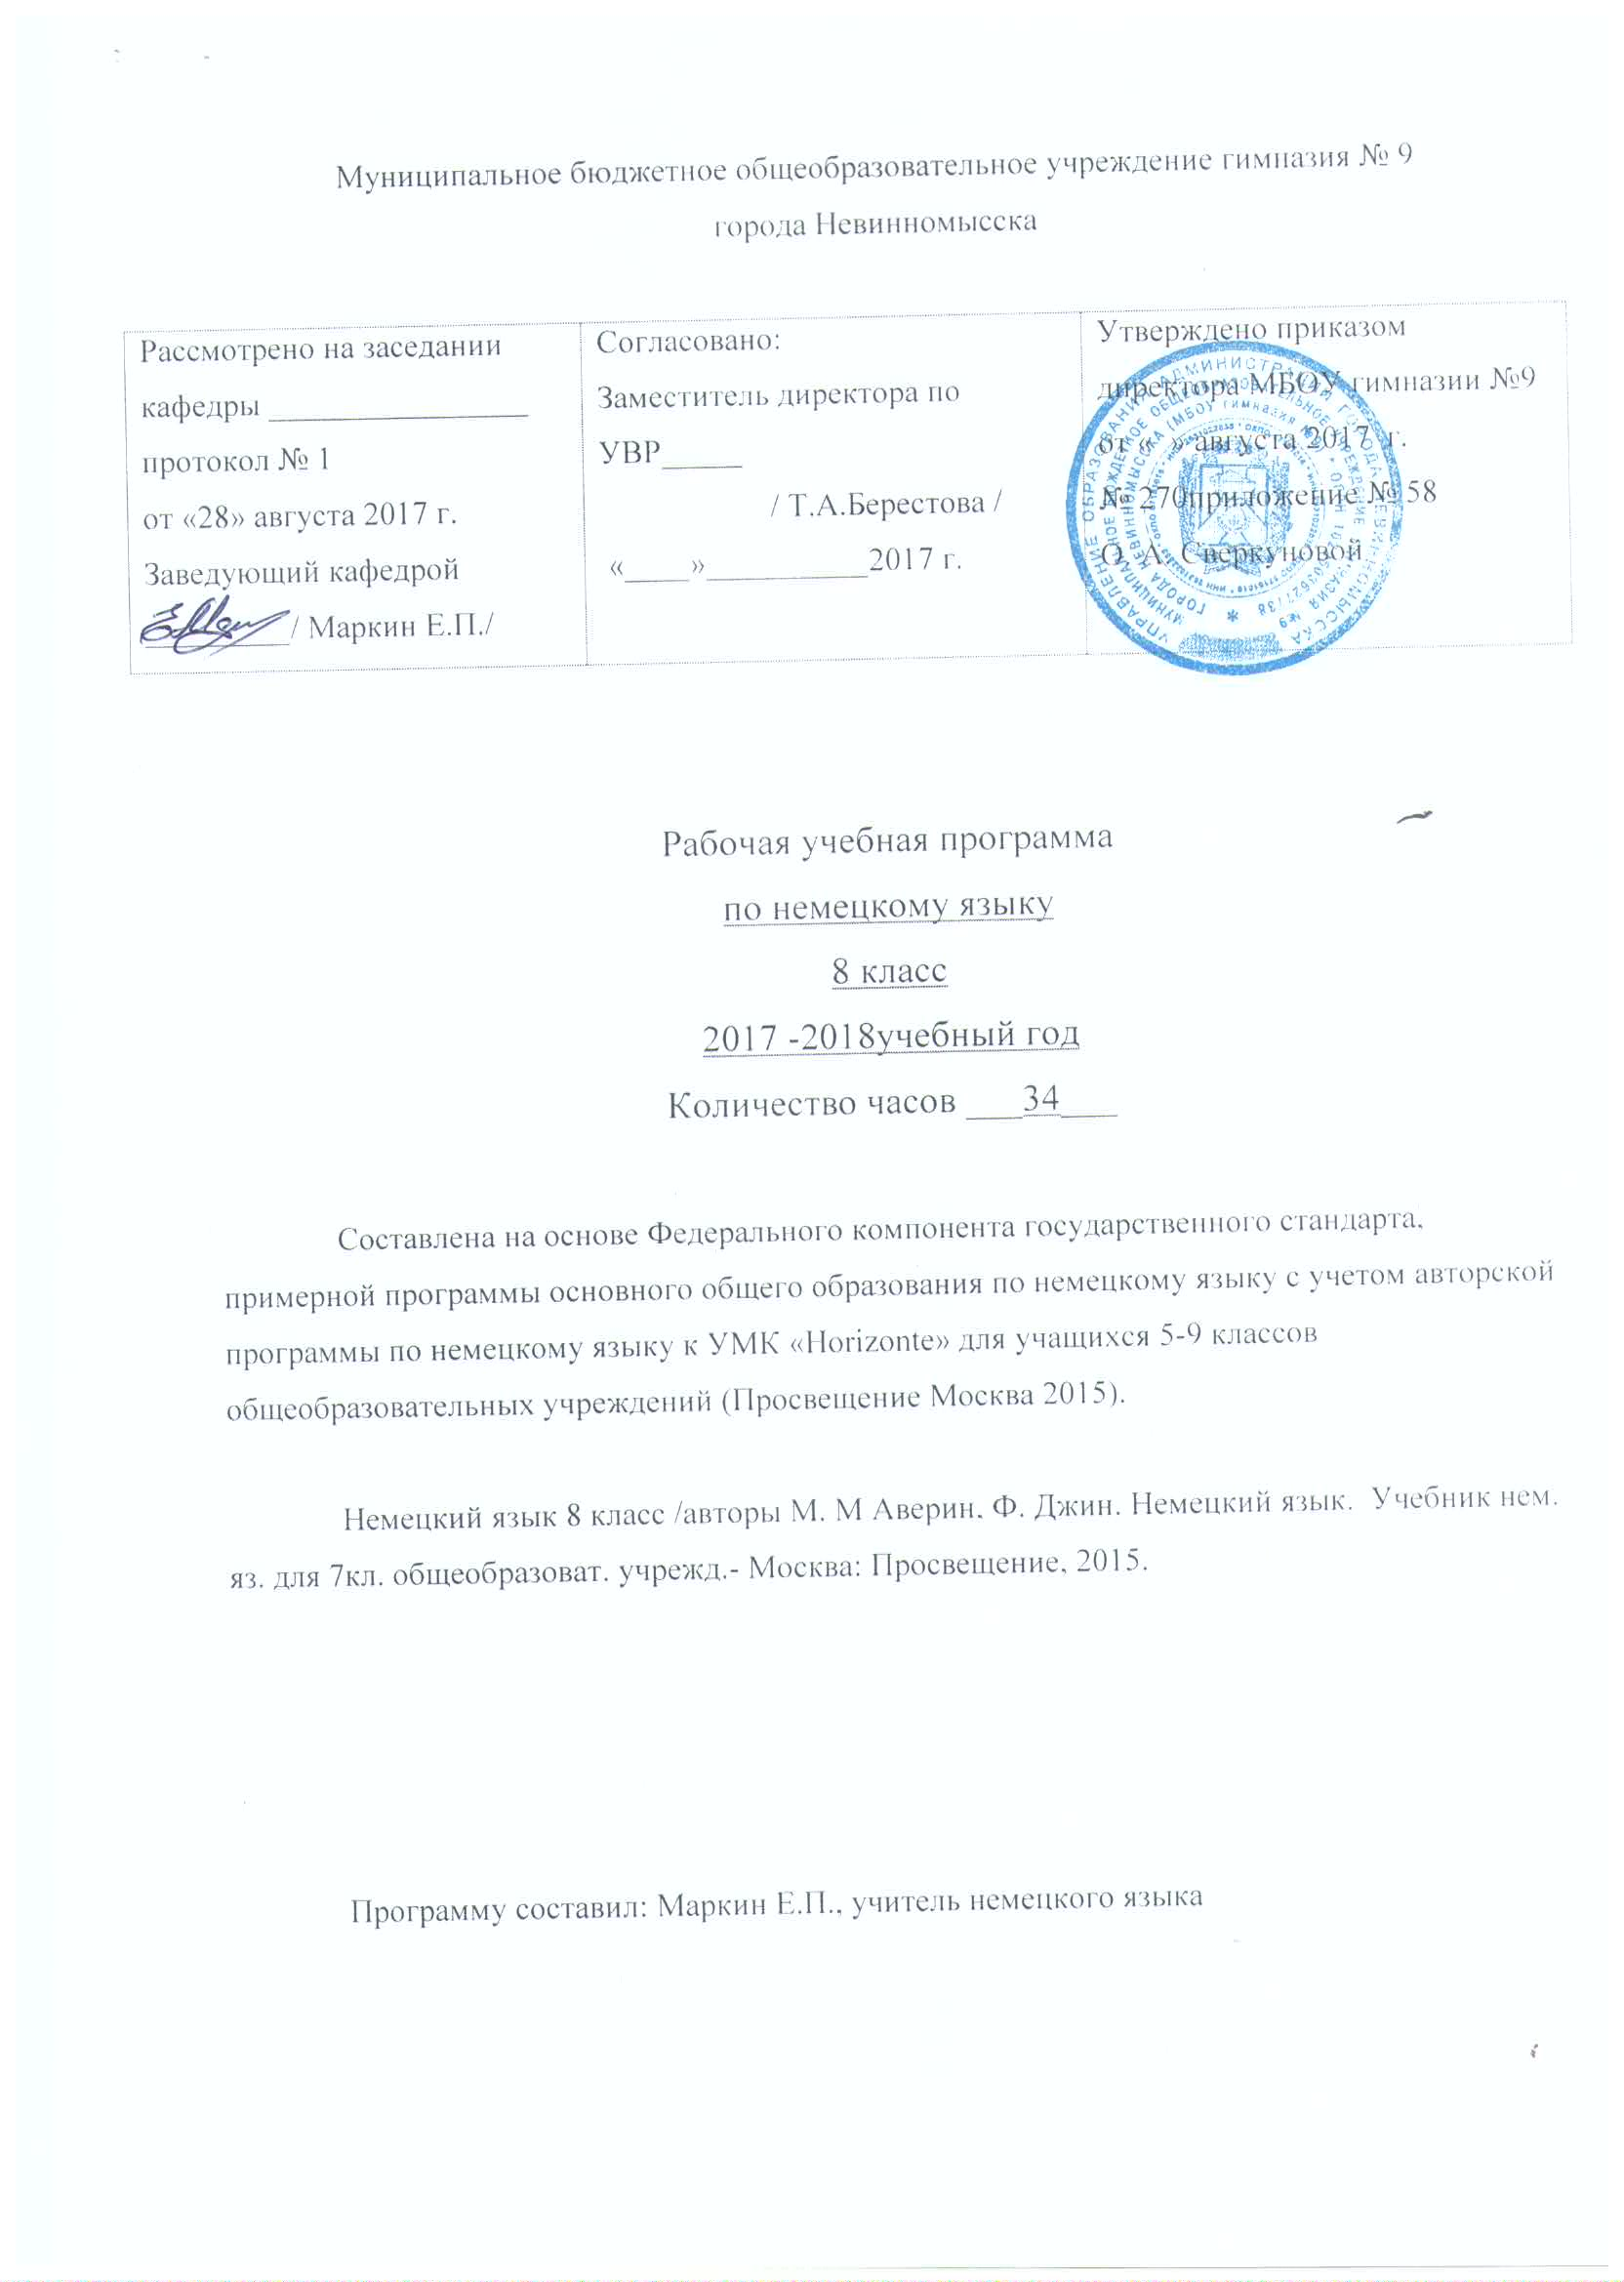 Муниципальное бюджетное общеобразовательное учреждение гимназия № 9
города Невинномысска
Рассмотрено на заседании
кафедры ________________
протокол № 1
от «28» августа 2017 г.
Заведующий кафедрой
_________/ Маркин Е.П./
Согласовано:
Заместитель директора по
УВР_____
/ Т.А.Берестова /
«____»__________2017 г.
Утверждено приказом
директора МБОУ гимназии №9
от « » августа 2017 г.
№ 270приложение № 58
О. А. Сверкуновой
Рабочая учебная программа
по немецкому языку
8 класс
2017 -2018учебный год
Количество часов ___34___
Составлена на основе Федерального компонента государственного стандарта,
примерной программы основного общего образования по немецкому языку с учетом авторской
программы по немецкому языку к УМК «Horizonte» для учащихся 5-9 классов
общеобразовательных учреждений (Просвещение Москва 2015).
Немецкий язык 8 класс /авторы М. М Аверин, Ф. Джин. Немецкий язык. Учебник нем.
яз. для 7кл. общеобразоват. учрежд.- Москва: Просвещение, 2015.
Программу составил: Маркин Е.П., учитель немецкого языка